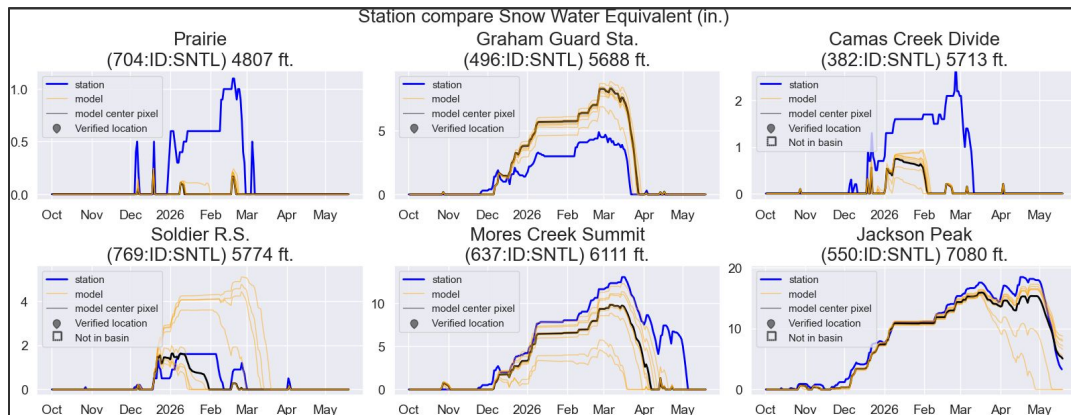 Station compare Snow Water Equivalent (in.)
Prairie
(704:ID:SNTL) 4807 ft.
station
model
model center pixel
Verified location
1.0
0.5
0.0
Oct Nov Dec 2026 Feb Mar Apr May
Graham Guard Sta.
(496:ID:SNTL) 5688 ft.
station
model
model center pixel
Verified location
5
0
Oct Nov Dec 2026 Feb Mar Apr May
Camas Creek Divide
(382:ID:SNTL) 5713 ft.
station
model
model center pixel
Verified location
Not in basin
2
1
0
Oct Nov Dec 2026 Feb Mar Apr May
Soldier R.S.
(769:ID:SNTL) 5774 ft.
station
model
model center pixel
Verified location
Not in basin
4
2
0
Oct Nov Dec 2026 Feb Mar Apr May
Mores Creek Summit
(637:ID:SNTL) 6111 ft.
station
model
model center pixel
Verified location
10
5
0
Oct Nov Dec 2026 Feb Mar Apr May
Jackson Peak
(550:ID:SNTL) 7080 ft.
station
model
model center pixel
Verified location
Not in basin
20
10
0
Oct Nov Dec 2026 Feb Mar Apr May